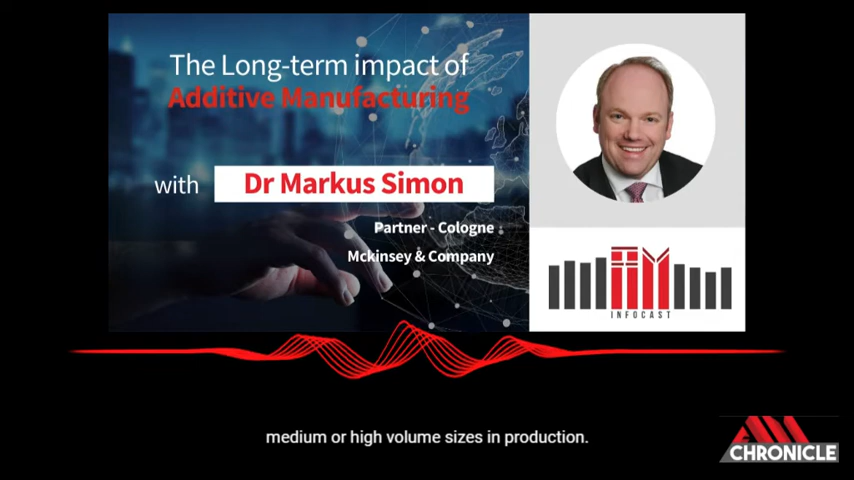 The Long-term impact of
Additive Manufacturing
with Dr Markus Simon
Partner - Cologne
Mckinsey & Company
INFOCAST
medium or high volume sizes in production.
AM
CHRONICLE